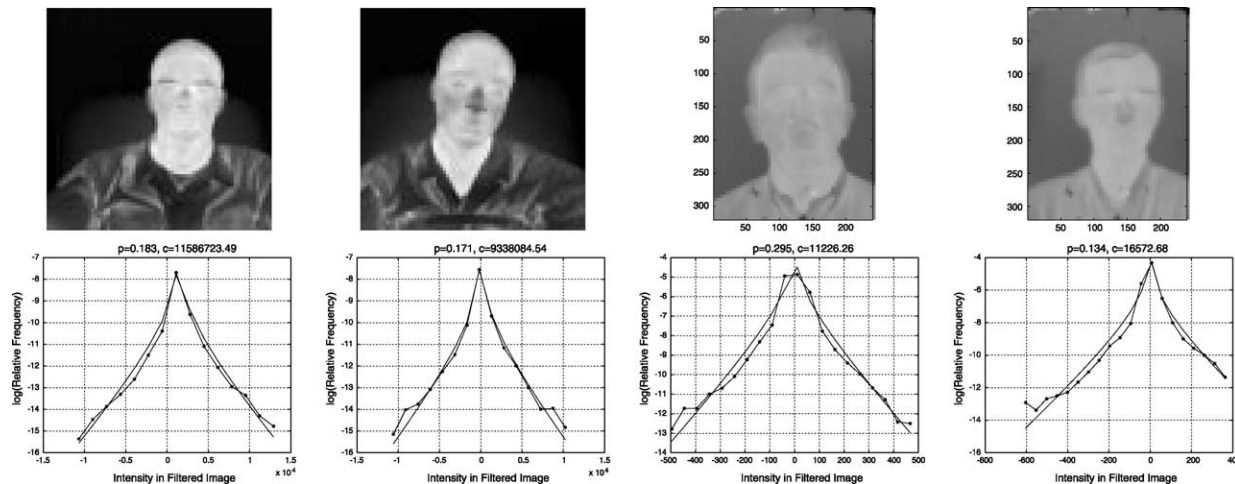 50
100
150
200
250
300
50 100 150 200
50
100
150
200
250
300
50 100 150 200
p=0.183, c=11586723.49
-7
-8
-9
-10
-11
-12
-13
-14
-15
-16
-1.5 -1 -0.5 0 0.5 1 1.5
x 10⁴
log(Relative Frequency)
Intensity in Filtered Image
p=0.171, c=9338084.54
-7
-8
-9
-10
-11
-12
-13
-14
-15
-16
-1.5 -1 -0.5 0 0.5 1 1.5
x 10⁴
log(Relative Frequency)
Intensity in Filtered Image
p=0.295, c=11226.26
-4
-5
-6
-7
-8
-9
-10
-11
-12
-13
-14
-500 -400 -300 -200 -100 0 100 200 300 400 500
log(Relative Frequency)
Intensity in Filtered Image
p=0.134, c=16572.68
-4
-6
-8
-10
-12
-14
-16
-800 -600 -400 -200 0 200 400
log(Relative Frequency)
Intensity in Filtered Image